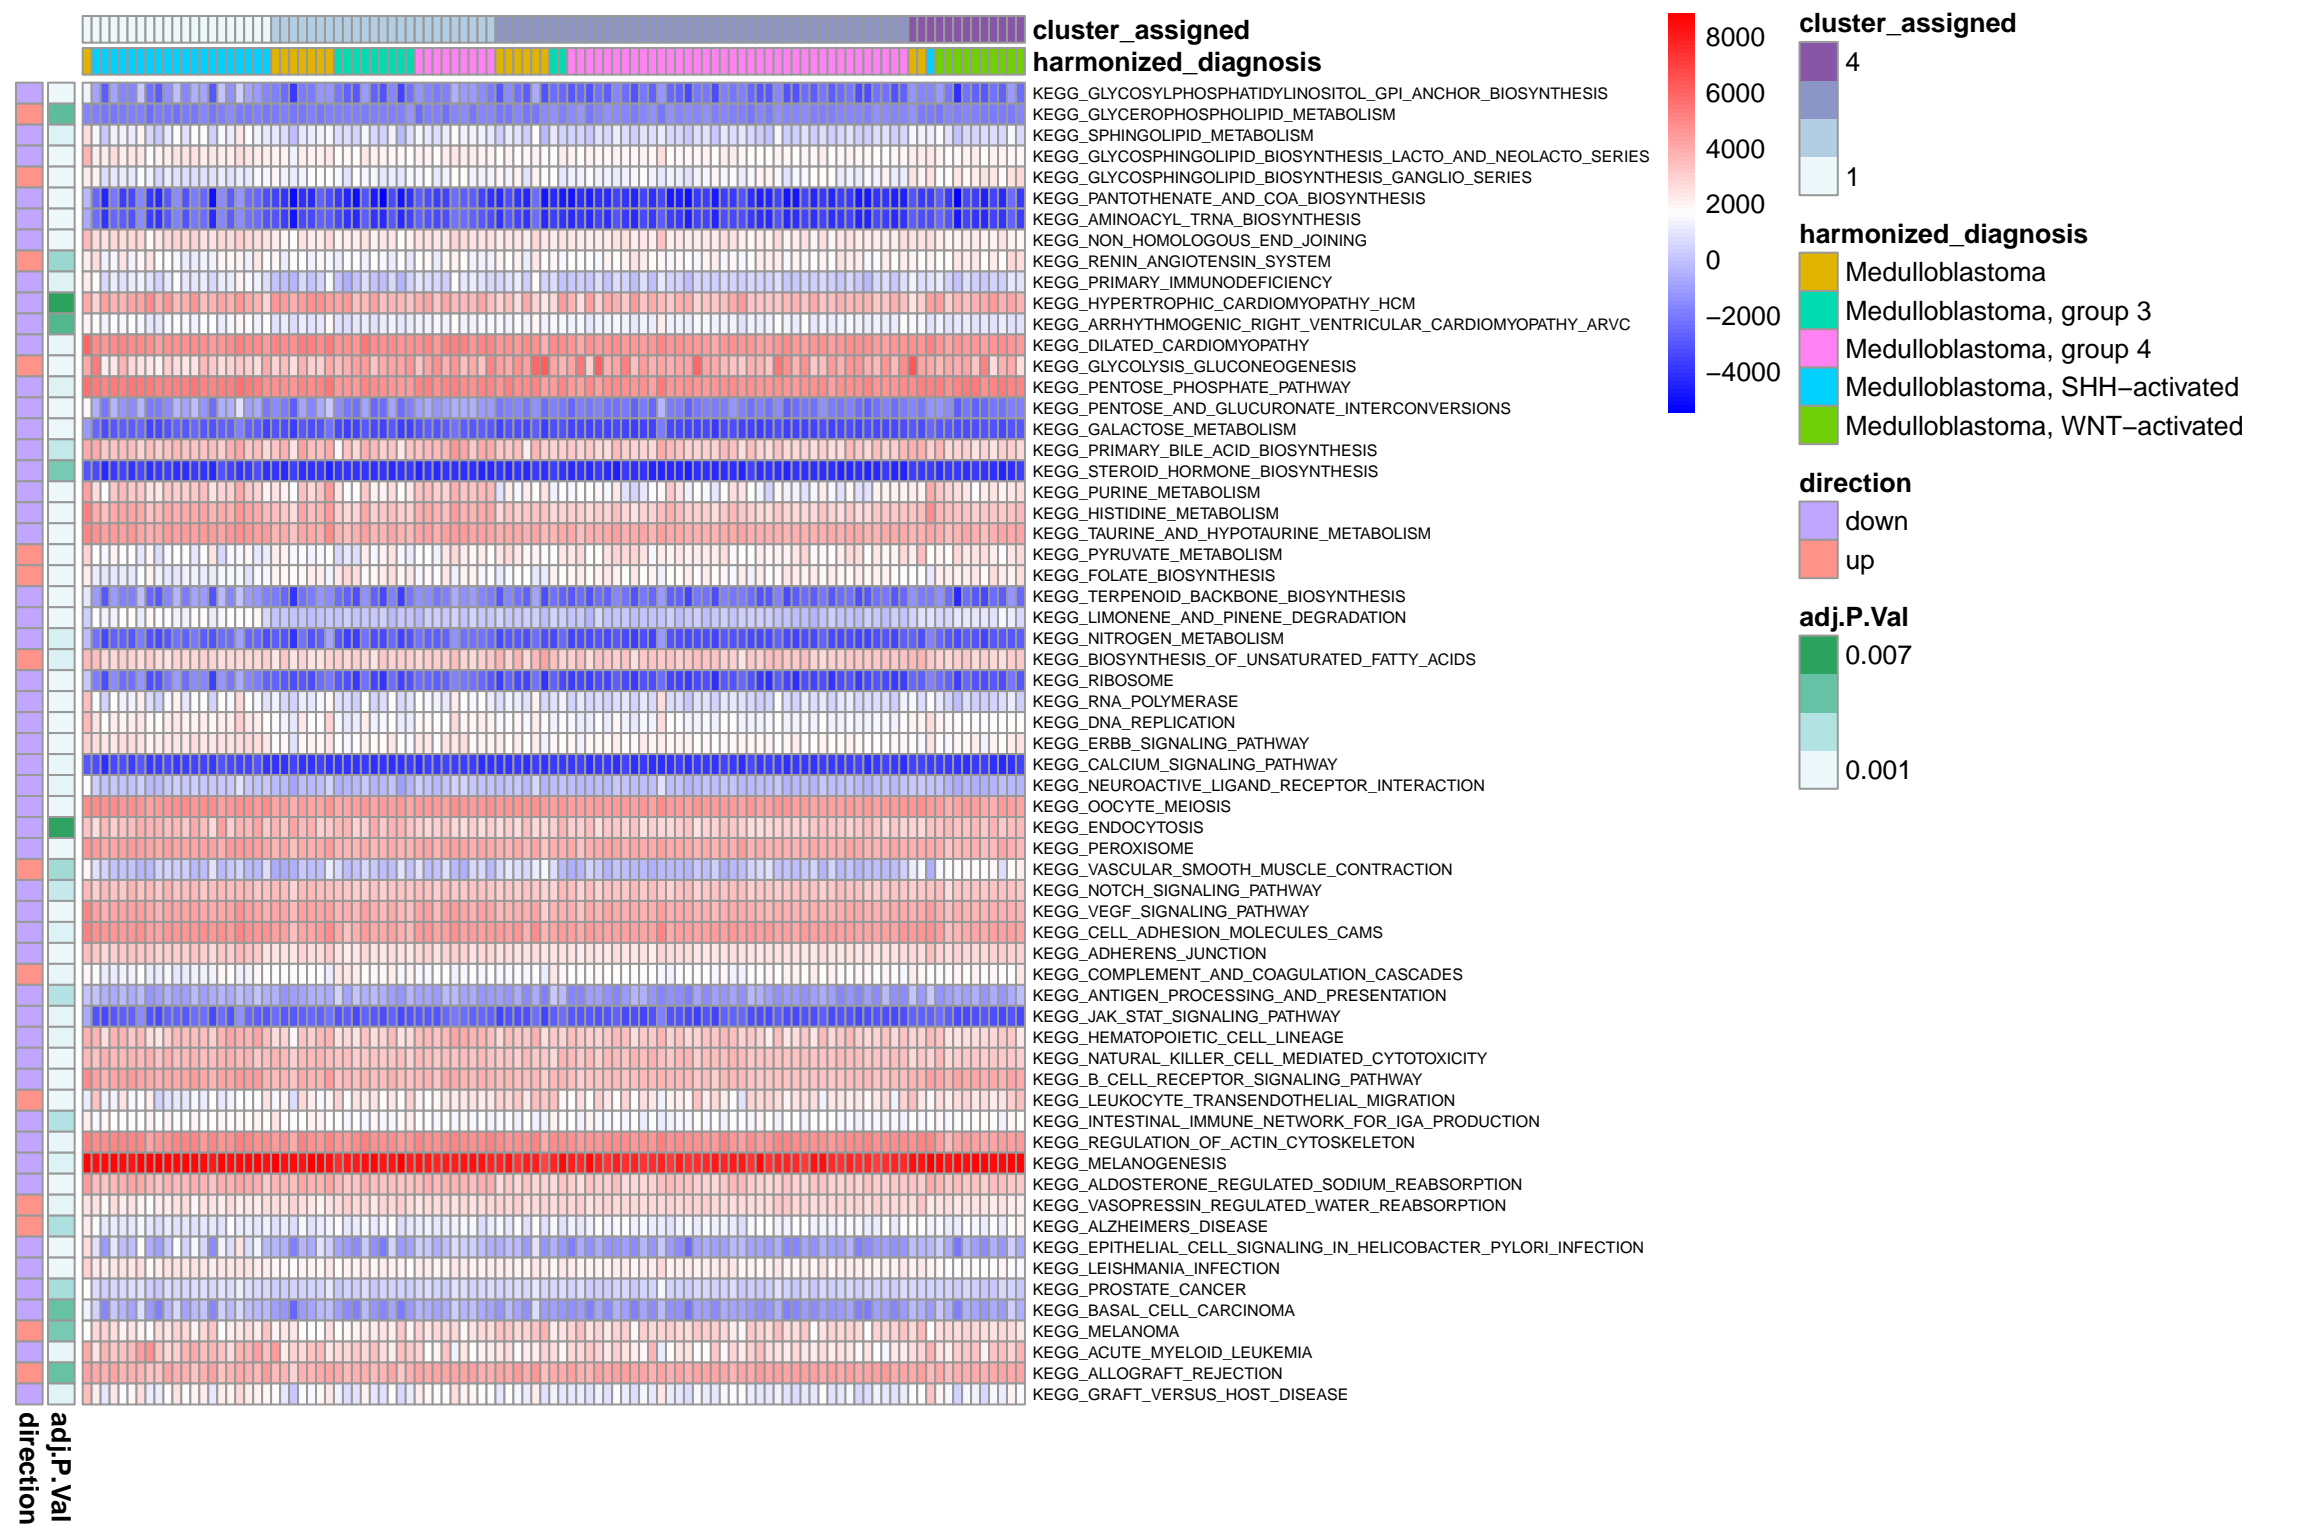 cluster_assigned
harmonized_diagnosis
KEGG_GLYCOSYLPHOSPHATIDYLINOSITOL_GPI_ANCHOR_BIOSYNTHESIS
KEGG_GLYCEROPHOSPHOLIPID_METABOLISM
KEGG_SPHINGOLIPID_METABOLISM
KEGG_GLYCOSPHINGOLIPID_BIOSYNTHESIS_LACTO_AND_NEOLACTO_SERIES
KEGG_GLYCOSPHINGOLIPID_BIOSYNTHESIS_GANGLIO_SERIES
KEGG_PANTOTHENATE_AND_COA_BIOSYNTHESIS
KEGG_AMINOACYL_TRNA_BIOSYNTHESIS
KEGG_NON_HOMOLOGOUS_END_JOINING
KEGG_RENIN_ANGIOTENSIN_SYSTEM
KEGG_PRIMARY_IMMUNODEFICIENCY
KEGG_HYPERTROPHIC_CARDIOMYOPATHY_HCM
KEGG_ARRHYTHMOGENIC_RIGHT_VENTRICULAR_CARDIOMYOPATHY_ARVC
KEGG_DILATED_CARDIOMYOPATHY
KEGG_GLYCOLYSIS_GLUCONEOGENESIS
KEGG_PENTOSE_PHOSPHATE_PATHWAY
KEGG_PENTOSE_AND_GLUCURONATE_INTERCONVERSIONS
KEGG_GALACTOSE_METABOLISM
KEGG_PRIMARY_BILE_ACID_BIOSYNTHESIS
KEGG_STEROID_HORMONE_BIOSYNTHESIS
KEGG_PURINE_METABOLISM
KEGG_HISTIDINE_METABOLISM
KEGG_TAURINE_AND_HYPOTAURINE_METABOLISM
KEGG_PYRUVATE_METABOLISM
KEGG_FOLATE_BIOSYNTHESIS
KEGG_TERPENOID_BACKBONE_BIOSYNTHESIS
KEGG_LIMONENE_AND_PINENE_DEGRADATION
KEGG_NITROGEN_METABOLISM
KEGG_BIOSYNTHESIS_OF_UNSATURATED_FATTY_ACIDS
KEGG_RIBOSOME
KEGG_RNA_POLYMERASE
KEGG_DNA_REPLICATION
KEGG_ERBB_SIGNALING_PATHWAY
KEGG_CALCIUM_SIGNALING_PATHWAY
KEGG_NEUROACTIVE_LIGAND_RECEPTOR_INTERACTION
KEGG_OOCYTE_MEIOSIS
KEGG_ENDOCYTOSIS
KEGG_PEROXISOME
KEGG_VASCULAR_SMOOTH_MUSCLE_CONTRACTION
KEGG_NOTCH_SIGNALING_PATHWAY
KEGG_VEGF_SIGNALING_PATHWAY
KEGG_CELL_ADHESION_MOLECULES_CAMS
KEGG_ADHERENS_JUNCTION
KEGG_COMPLEMENT_AND_COAGULATION_CASCADES
KEGG_ANTIGEN_PROCESSING_AND_PRESENTATION
KEGG_JAK_STAT_SIGNALING_PATHWAY
KEGG_HEMATOPOIETIC_CELL_LINEAGE
KEGG_NATURAL_KILLER_CELL_MEDIATED_CYTOTOXICITY
KEGG_B_CELL_RECEPTOR_SIGNALING_PATHWAY
KEGG_LEUKOCYTE_TRANSENDOTHELIAL_MIGRATION
KEGG_INTESTINAL_IMMUNE_NETWORK_FOR_IGA_PRODUCTION
KEGG_REGULATION_OF_ACTIN_CYTOSKELETON
KEGG_MELANOGENESIS
KEGG_ALDOSTERONE_REGULATED_SODIUM_REABSORPTION
KEGG_VASOPRESSIN_REGULATED_WATER_REABSORPTION
KEGG_ALZHEIMERS_DISEASE
KEGG_EPITHELIAL_CELL_SIGNALING_IN_HELICOBACTER_PYLORI_INFECTION
KEGG_LEISHMANIA_INFECTION
KEGG_PROSTATE_CANCER
KEGG_BASAL_CELL_CARCINOMA
KEGG_MELANOMA
KEGG_ACUTE_MYELOID_LEUKEMIA
KEGG_ALLOGRAFT_REJECTION
KEGG_GRAFT_VERSUS_HOST_DISEASE
direction
adj.P.Val
8000
6000
4000
2000
0
−2000
−4000
cluster_assigned
4
1
harmonized_diagnosis
Medulloblastoma
Medulloblastoma, group 3
Medulloblastoma, group 4
Medulloblastoma, SHH−activated
Medulloblastoma, WNT−activated
direction
down
up
adj.P.Val
0.007
0.001